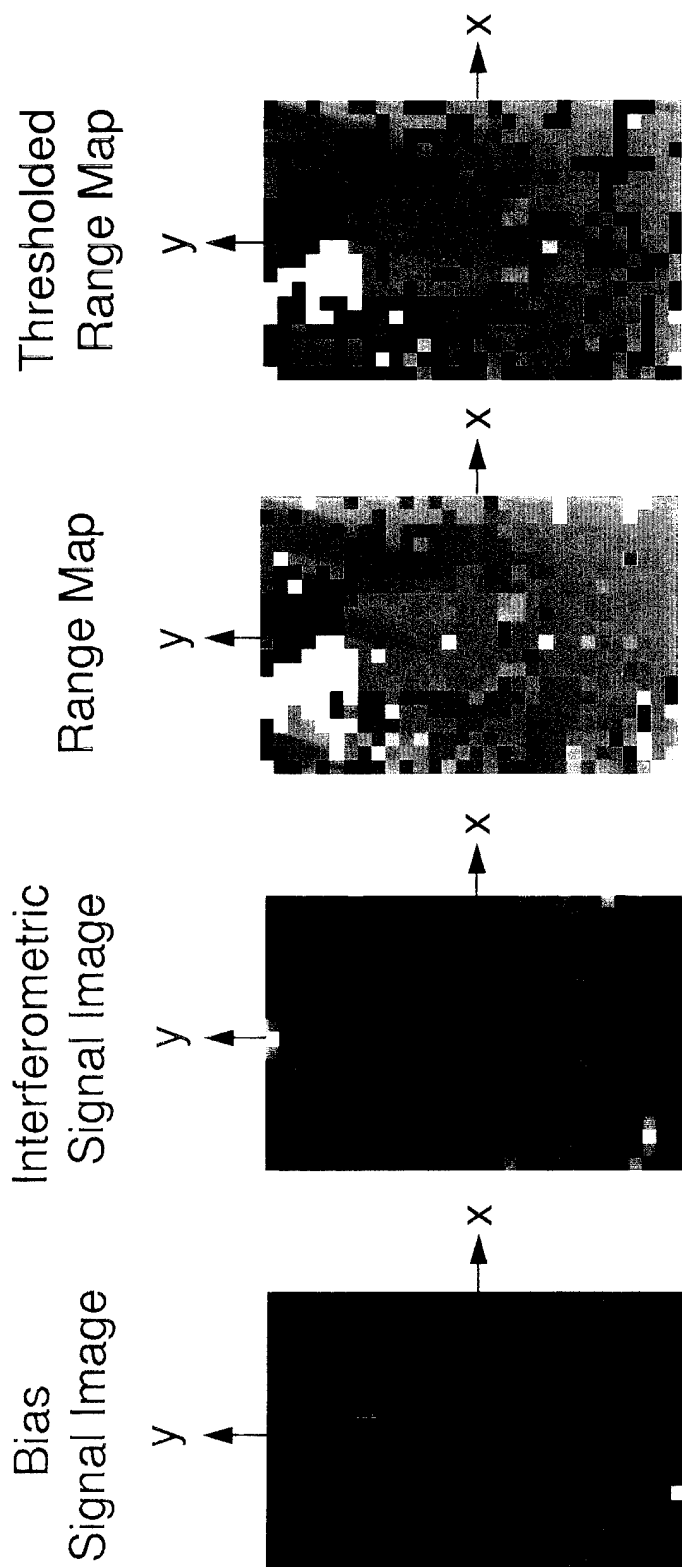 Bias
Signal Image
y
x
Interferometric
Signal Image
y
x
Range Map
y
x
Thresholded
Range Map
y
x